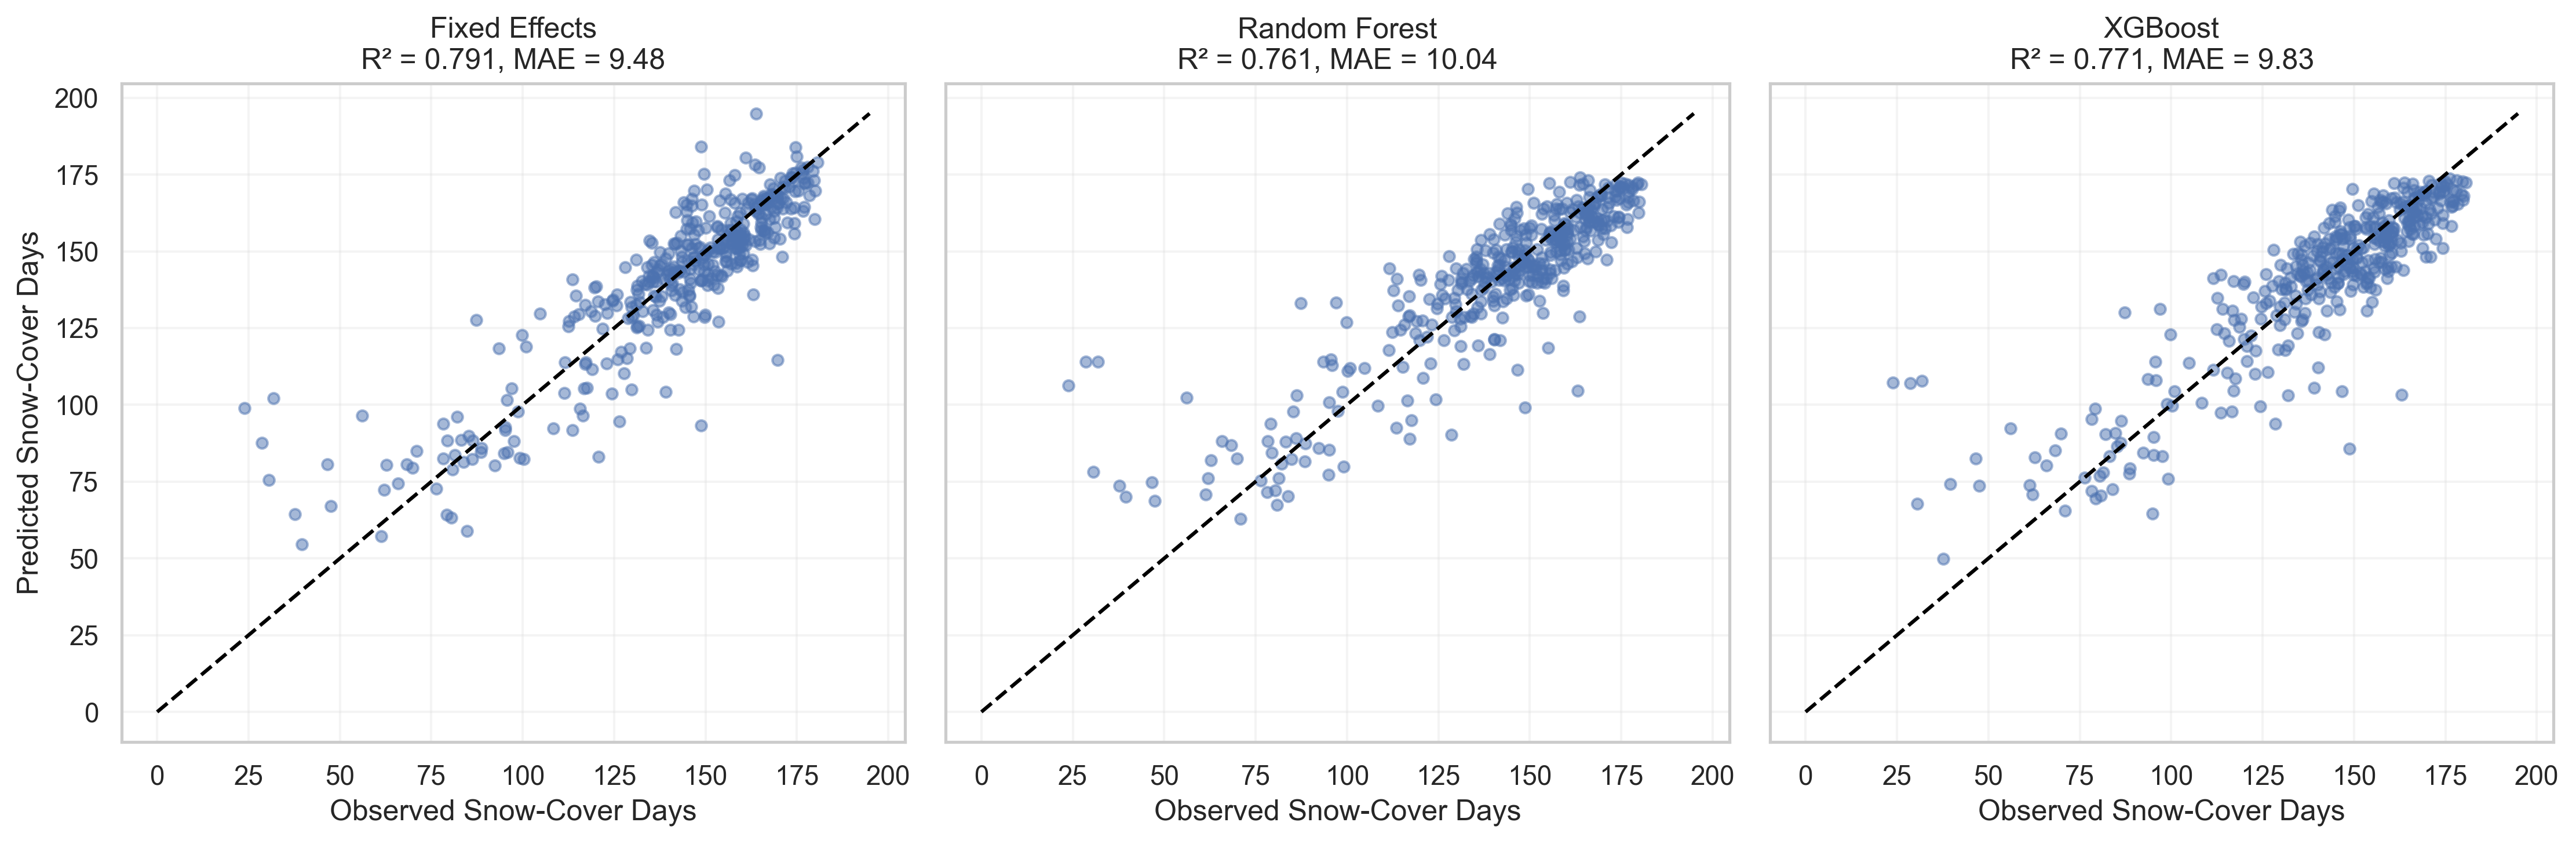 Fixed Effects
R² = 0.791, MAE = 9.48
Random Forest
R² = 0.761, MAE = 10.04
XGBoost
R² = 0.771, MAE = 9.83
Predicted Snow-Cover Days
200
175
150
125
100
75
50
25
0
0 25 50 75 100 125 150 175 200
Observed Snow-Cover Days
0 25 50 75 100 125 150 175 200
Observed Snow-Cover Days
0 25 50 75 100 125 150 175 200
Observed Snow-Cover Days